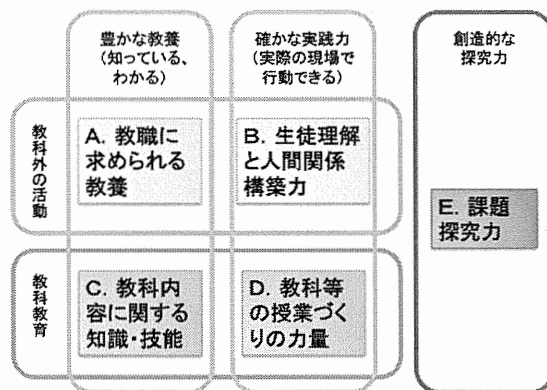 豊かな教養
(知っている、
わかる)
確かな実践力
(実際の現場で
行動できる)
創造的な
探究力
教科外の活動
A. 教職に
求められる
教養
B. 生徒理解
と人間関係
構築力
E. 課題
探究力
教科教育
C. 教科内
容に関する
知識・技能
D. 教科等
の授業づく
りの力量